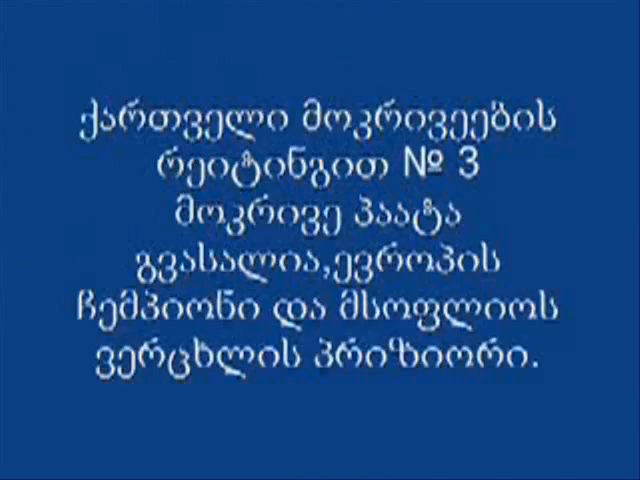 ქართველი მოკრივეების
რეიტინგით № 3
მოკრივე პაატა
გვასალია,ევროპის
ჩემპიონი და მსოფლიოს
ვერცხლის პრიზიორი.